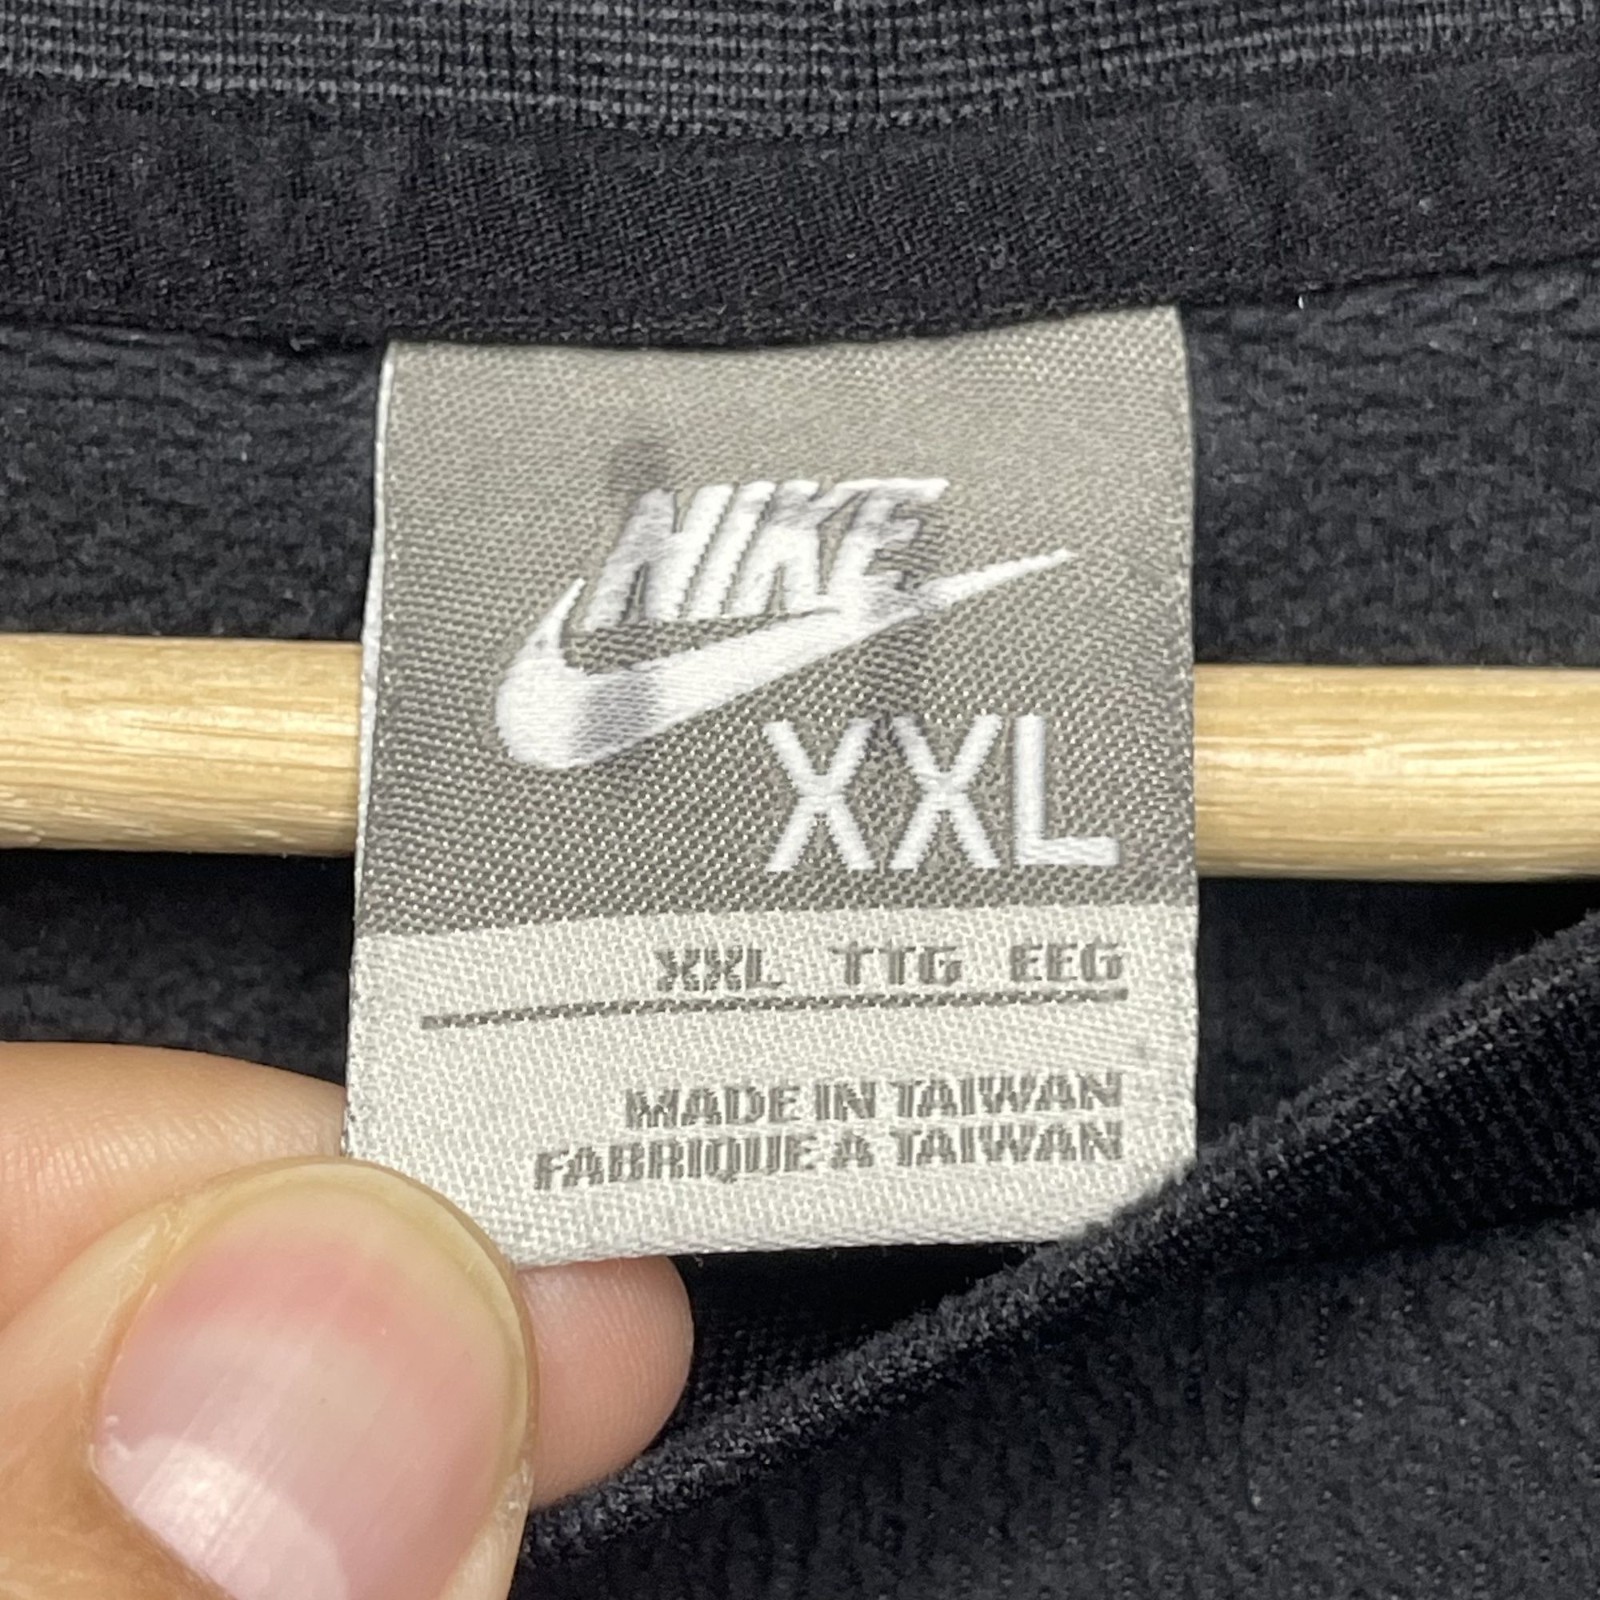 NIKE
XXL
XXL TTG EEG
MADE IN TAIWAN
FABRIQUE A TAIWAN